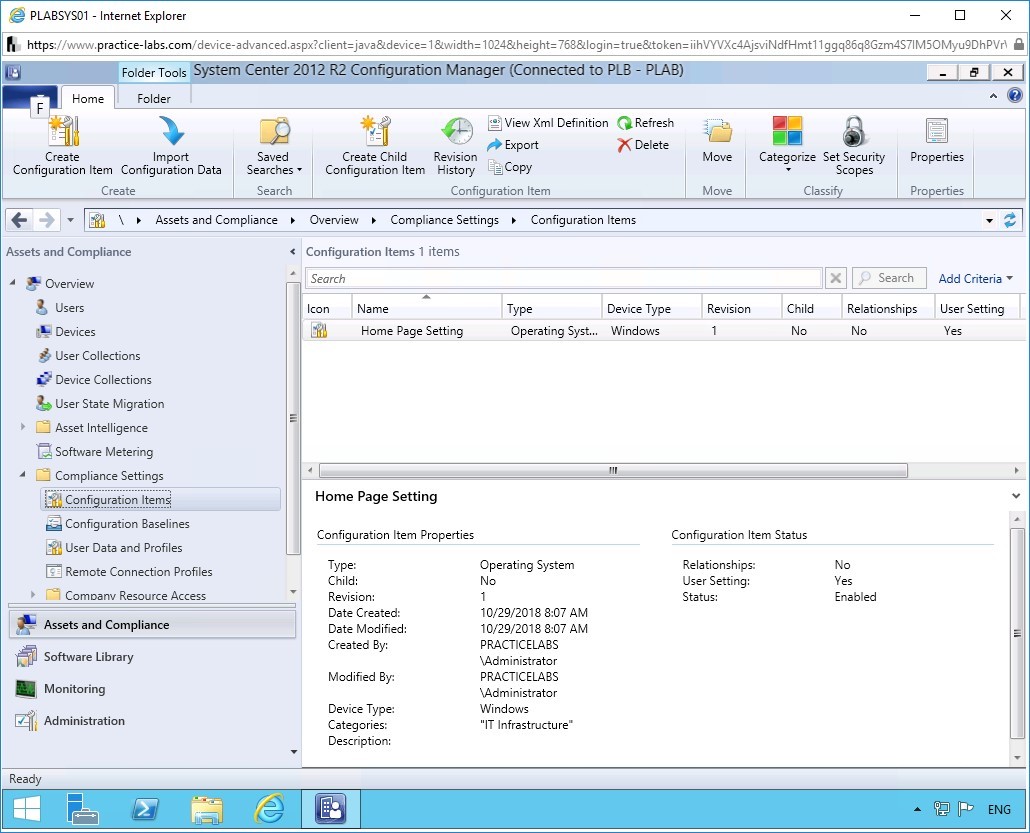 PLABSYS01 - Internet Explorer
https://www.practice-labs.com/device-advanced.aspx?client=java&device=1&width=1024&height=768&login=true&token=
Folder Tools System Center 2012 R2 Configuration Manager (Connected to PLB - PLAB)
F Home Folder
Create Configuration Item
Import Configuration Data
Create
Saved Searches
Search
Create Child Configuration Item
Revision History
View Xml Definition
Export
Copy
Refresh
Delete
Configuration Item
Move
Move
Categorize
Set Security Scopes
Classify
Properties
Properties
\ Assets and Compliance Overview Compliance Settings Configuration Items
Assets and Compliance
Overview
Users
Devices
User Collections
Device Collections
User State Migration
Asset Intelligence
Software Metering
Compliance Settings
Configuration Items
Configuration Baselines
User Data and Profiles
Remote Connection Profiles
Company Resource Access
Assets and Compliance
Software Library
Monitoring
Administration
Configuration Items 1 items
Search Search Add Criteria
Icon Name Type Device Type Revision Child Relationships User Setting
Home Page Setting Operating Syst... Windows 1 No No Yes
Home Page Setting
Configuration Item Properties
Type: Operating System
Child: No
Revision: 1
Date Created: 10/29/2018 8:07 AM
Date Modified: 10/29/2018 8:07 AM
Created By: PRACTICELABS
\Administrator
Modified By: PRACTICELABS
\Administrator
Device Type: Windows
Categories: "IT Infrastructure"
Description:
Configuration Item Status
Relationships: No
User Setting: Yes
Status: Enabled
Ready
ENG